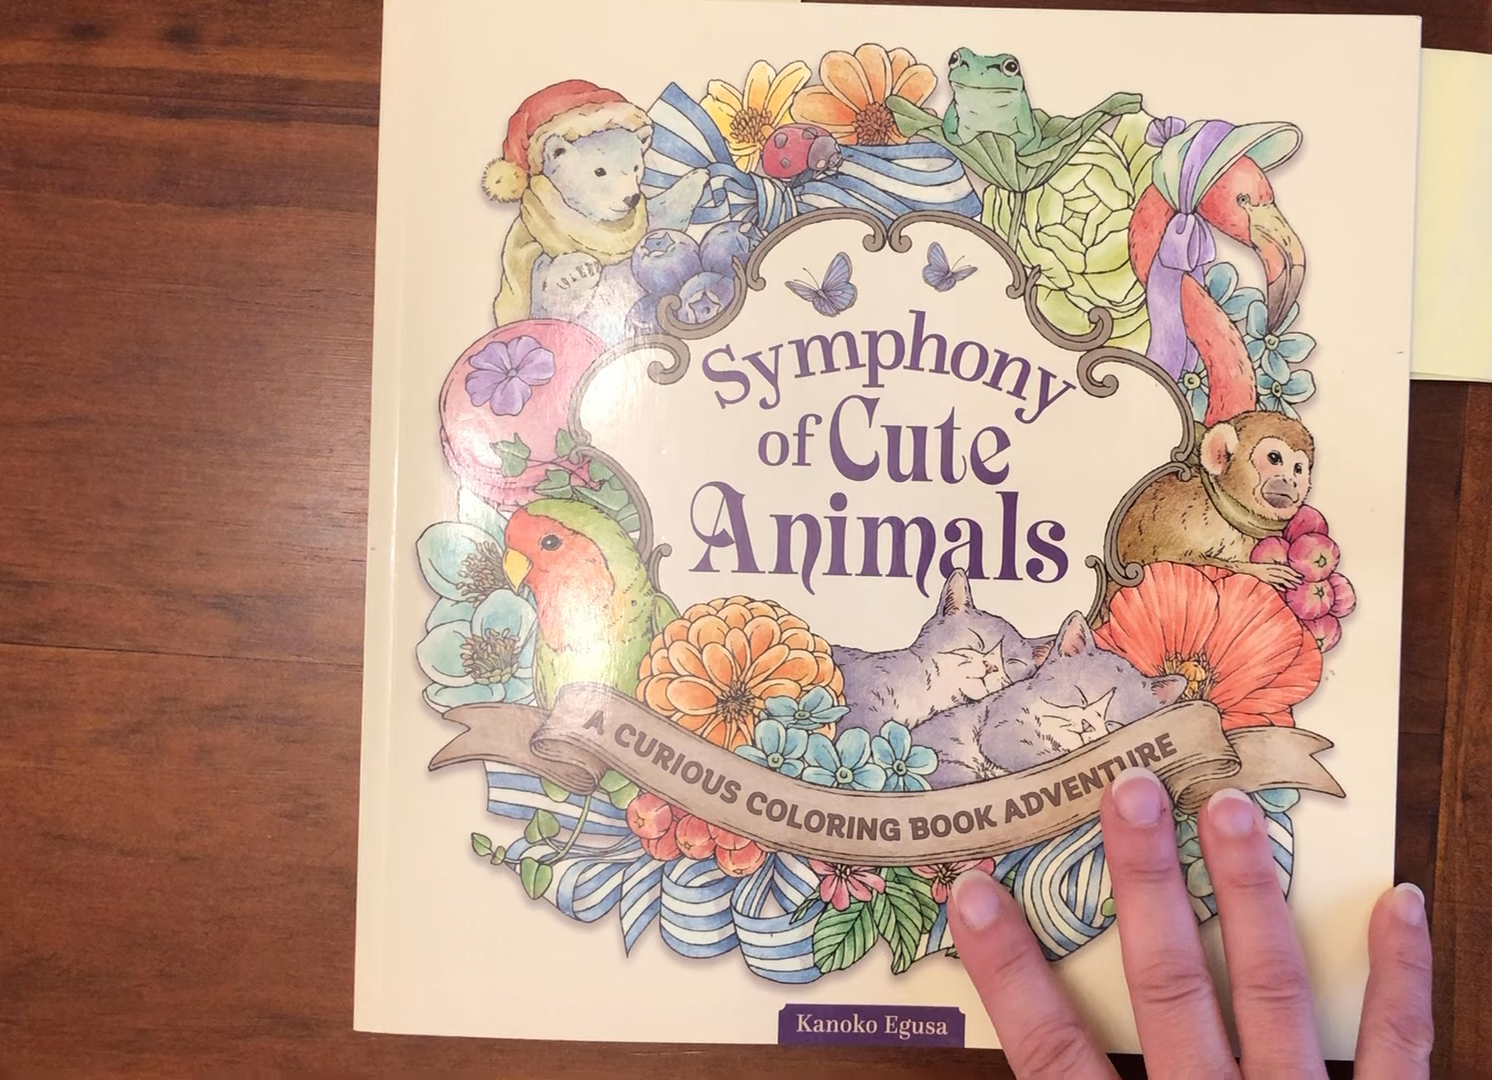 Symphony
of Cute
Animals
A CURIOUS COLORING BOOK ADVENTURE
Kanoko Egusa